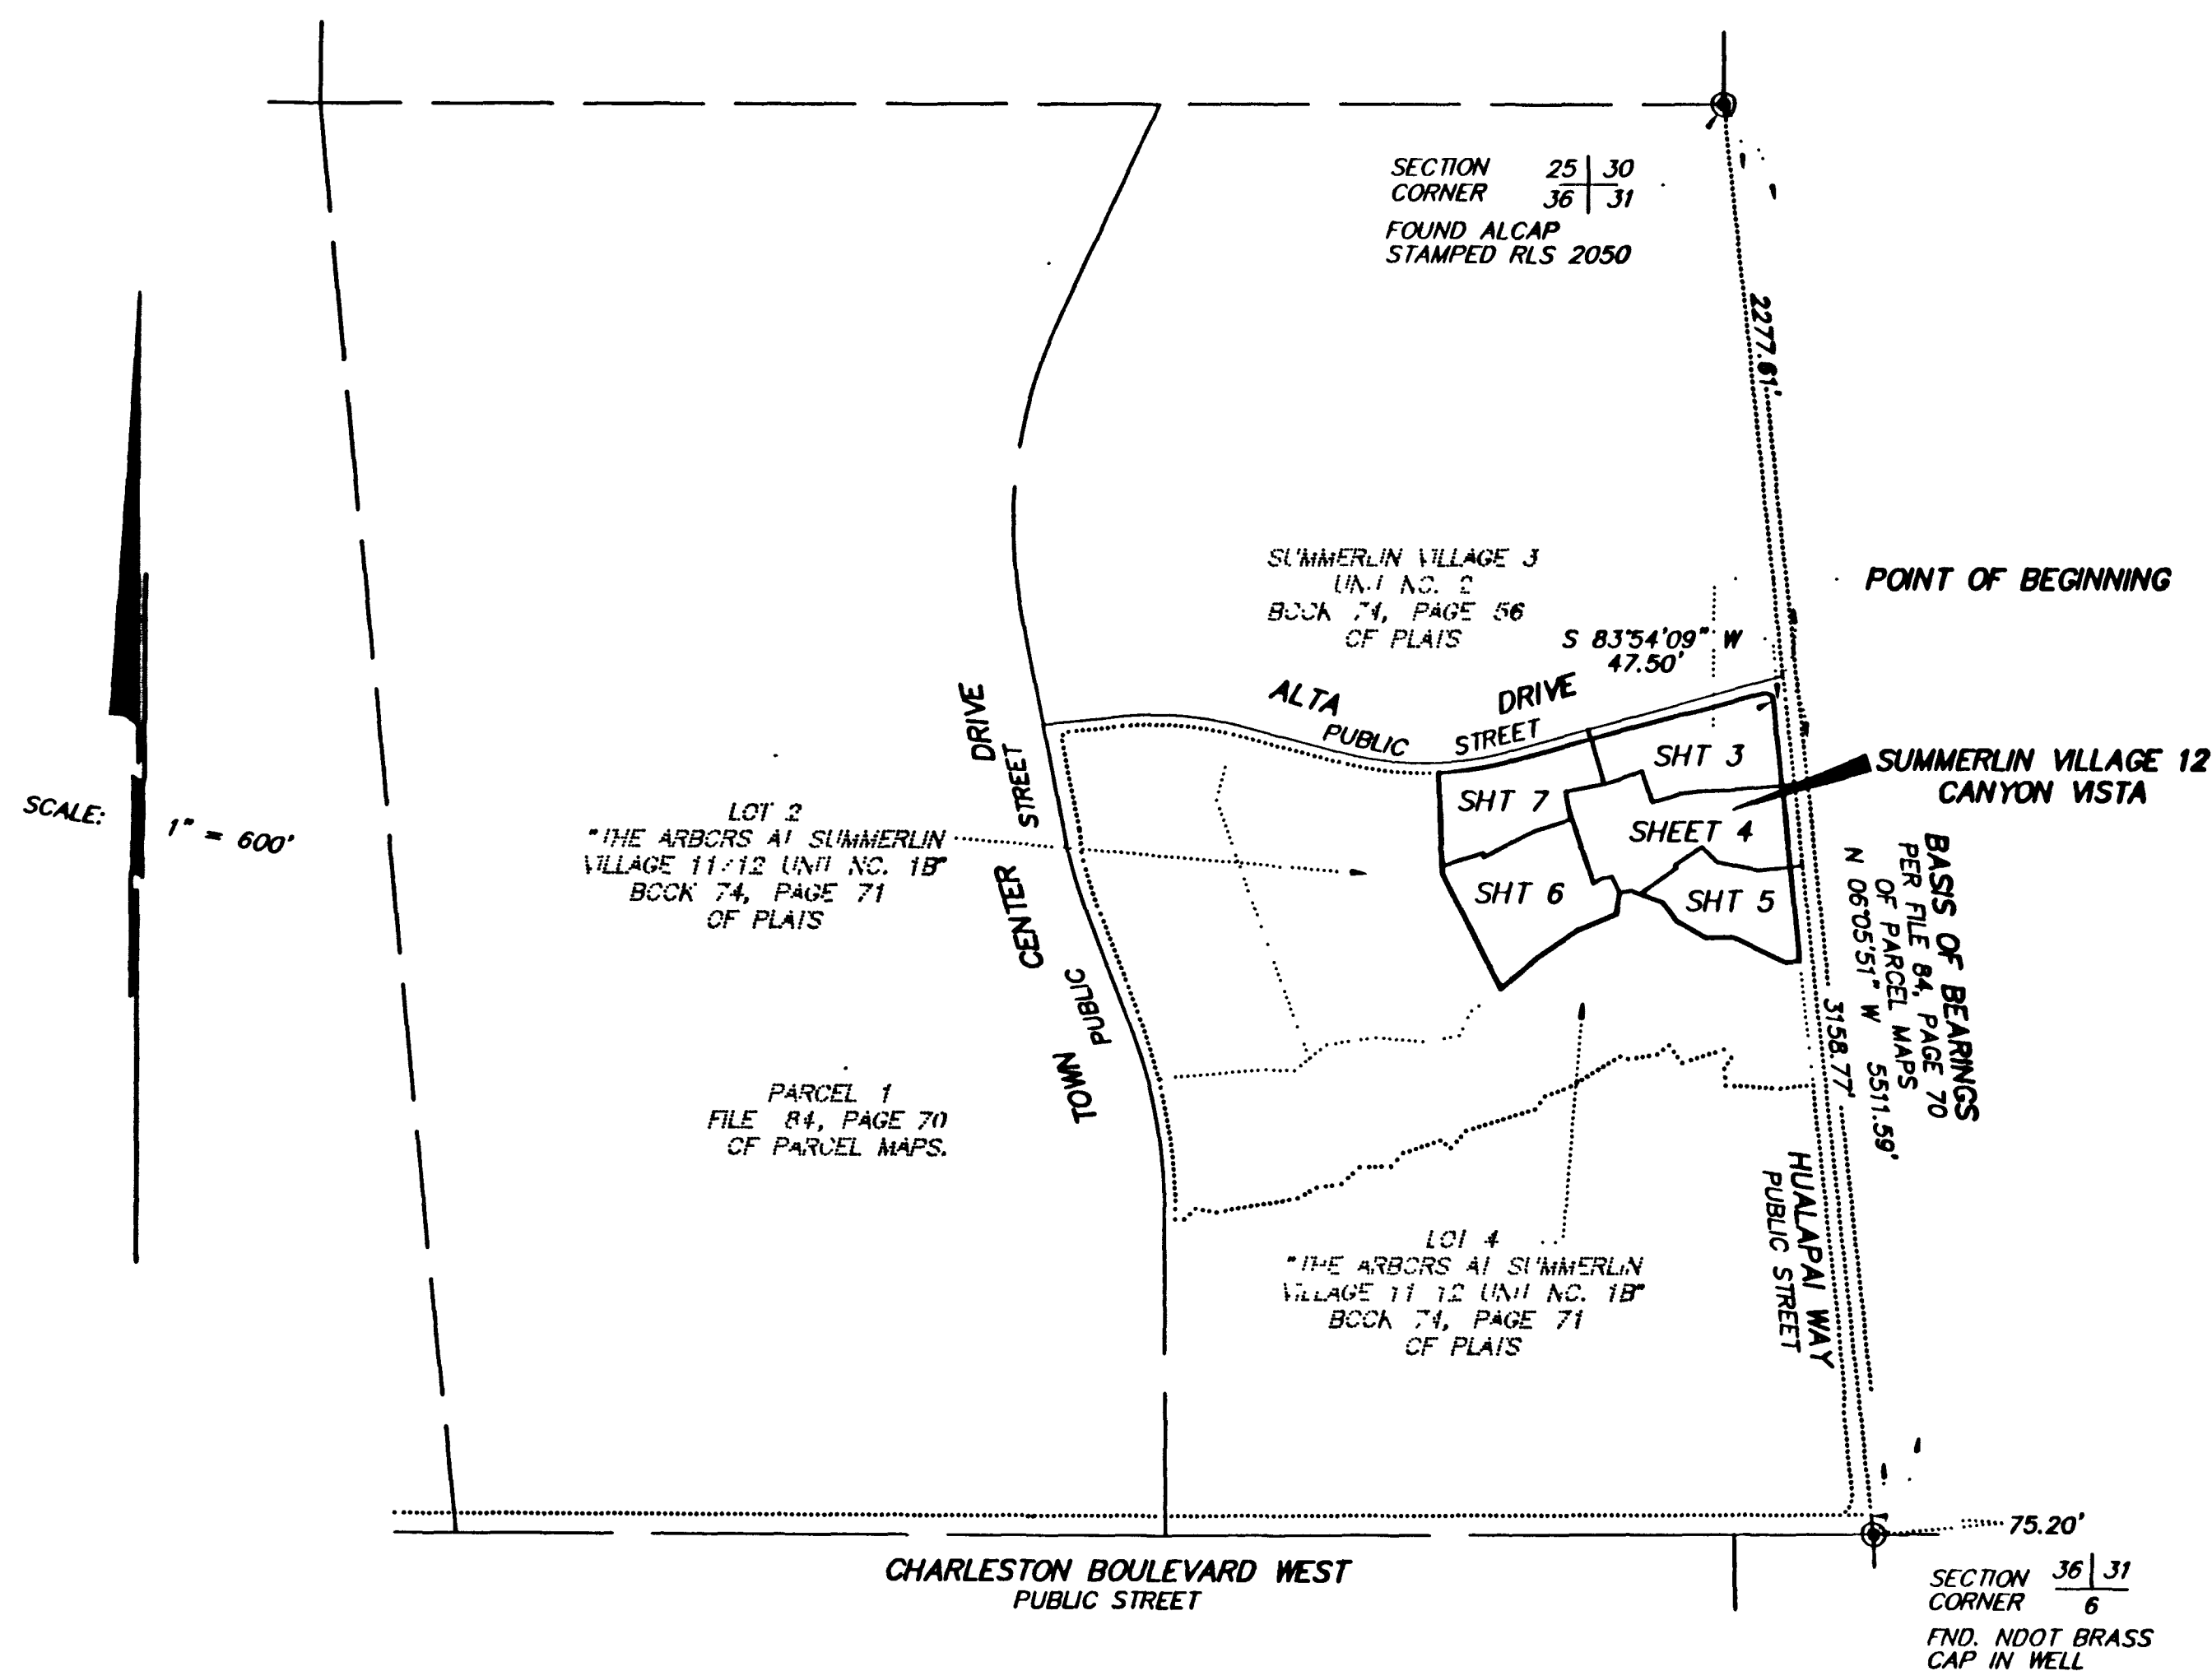 SECTION 25 | 30
CORNER 36 | 31
FOUND ALCAP
STAMPED RLS 2050
2277.61'
SUMMERLIN VILLAGE 3
UNIT NO. 2
BOOK 74, PAGE 56
OF PLATS
POINT OF BEGINNING
S 83°54'09" W
47.50'
ALTA DRIVE
PUBLIC STREET
SHT 3
SHT 7
SHEET 4
SHT 6
SHT 5
SUMMERLIN VILLAGE 12
CANYON VISTA
SCALE: 1" = 600'
LOT 2
"THE ARBORS AT SUMMERLIN
VILLAGE 11/12 UNIT NO. 1B"
BOOK 74, PAGE 71
OF PLATS
TOWN CENTER DRIVE
PUBLIC STREET
BASIS OF BEARINGS
PER FILE 84, PAGE 70
OF PARCEL MAPS
N 06°05'51" W 5511.59'
3158.77'
PARCEL 1
FILE 84, PAGE 70
OF PARCEL MAPS.
HUALAPAI WAY
PUBLIC STREET
LOT 4
"THE ARBORS AT SUMMERLIN
VILLAGE 11 12 UNIT NO. 1B"
BOOK 74, PAGE 71
OF PLATS
75.20'
CHARLESTON BOULEVARD WEST
PUBLIC STREET
SECTION 36 | 31
CORNER 6
FND. NDOT BRASS
CAP IN WELL